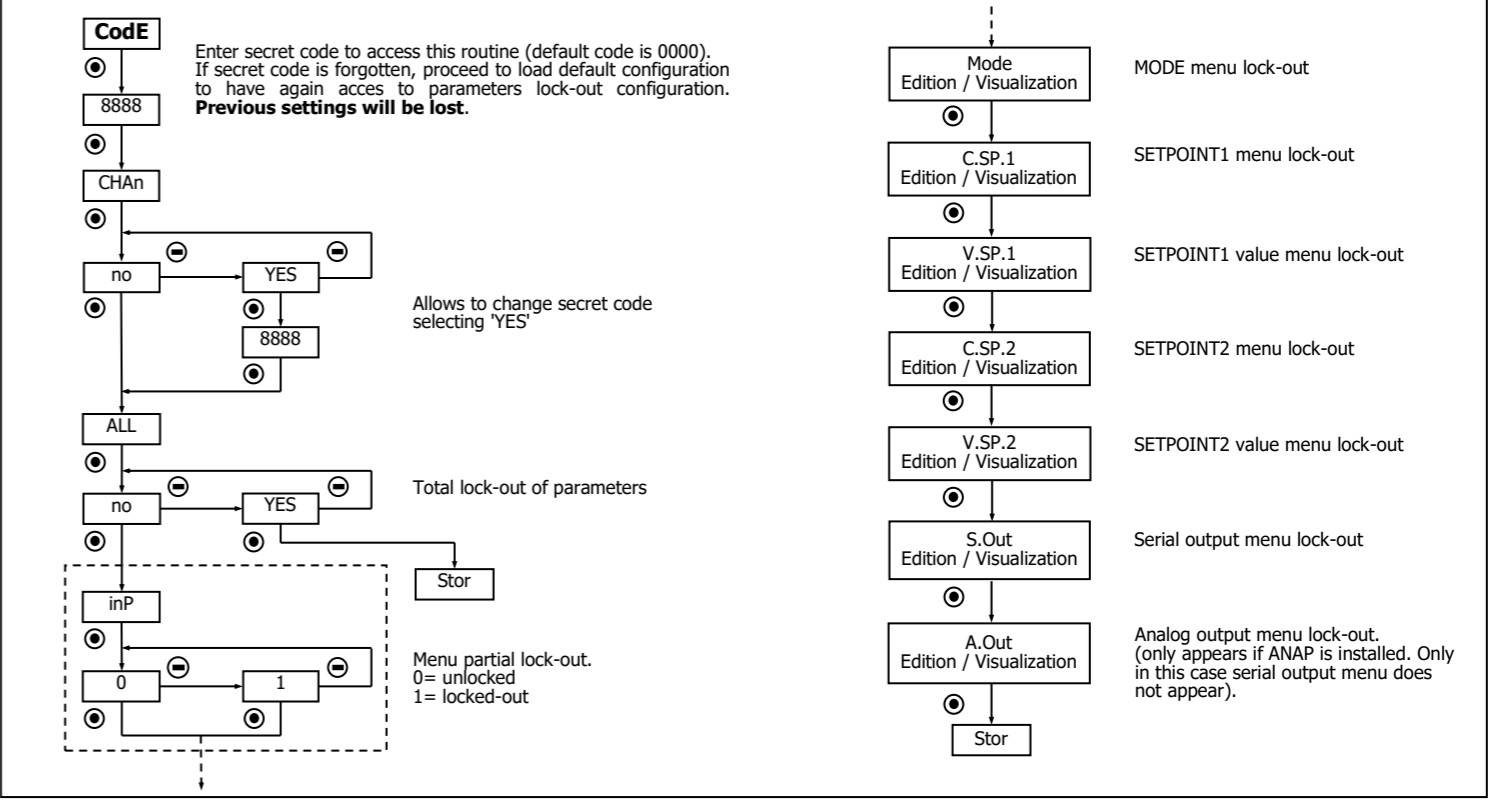 CodE
Enter secret code to access this routine (default code is 0000).
If secret code is forgotten, proceed to load default configuration
to have again acces to parameters lock-out configuration.
Previous settings will be lost.
8888
CHAn
no
YES
Allows to change secret code
selecting 'YES'
8888
ALL
no
YES
Total lock-out of parameters
Stor
inP
0
1
Menu partial lock-out.
0= unlocked
1= locked-out
Mode
Edition / Visualization
MODE menu lock-out
C.SP.1
Edition / Visualization
SETPOINT1 menu lock-out
V.SP.1
Edition / Visualization
SETPOINT1 value menu lock-out
C.SP.2
Edition / Visualization
SETPOINT2 menu lock-out
V.SP.2
Edition / Visualization
SETPOINT2 value menu lock-out
S.Out
Edition / Visualization
Serial output menu lock-out
A.Out
Edition / Visualization
Analog output menu lock-out.
(only appears if ANAP is installed. Only
in this case serial output menu does
not appear).
Stor